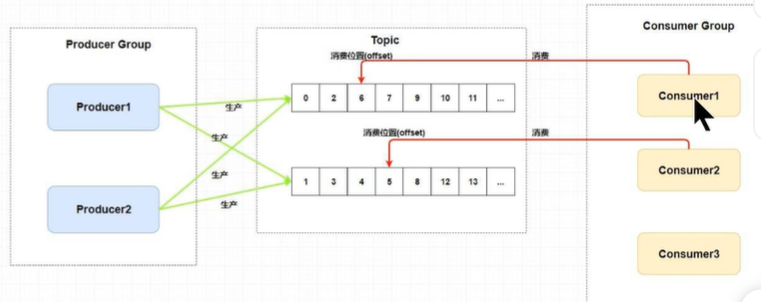 Consumer Group
Producer Group
Topic
消费位置(offset)
消费
Producer1
生产
0 2 6 7 9 10 11 ...
Consumer1
生产
消费位置(offset)
消费
生产
1 3 4 5 8 12 13 ...
Consumer2
Producer2
生产
Consumer3